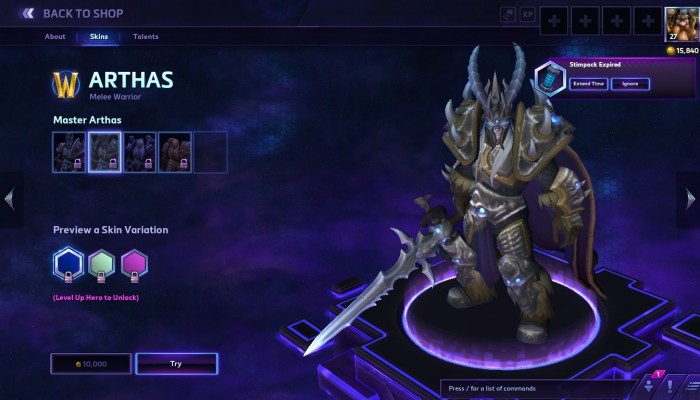 BACK TO SHOP
XP
About
Skins
Talents
27
15,840
W
ARTHAS
Melee Warrior
Stimpack Expired
Extend Time
Ignore
Master Arthas
Preview a Skin Variation
(Level Up Hero to Unlock)
10,000
Try
Press / for a list of commands
1